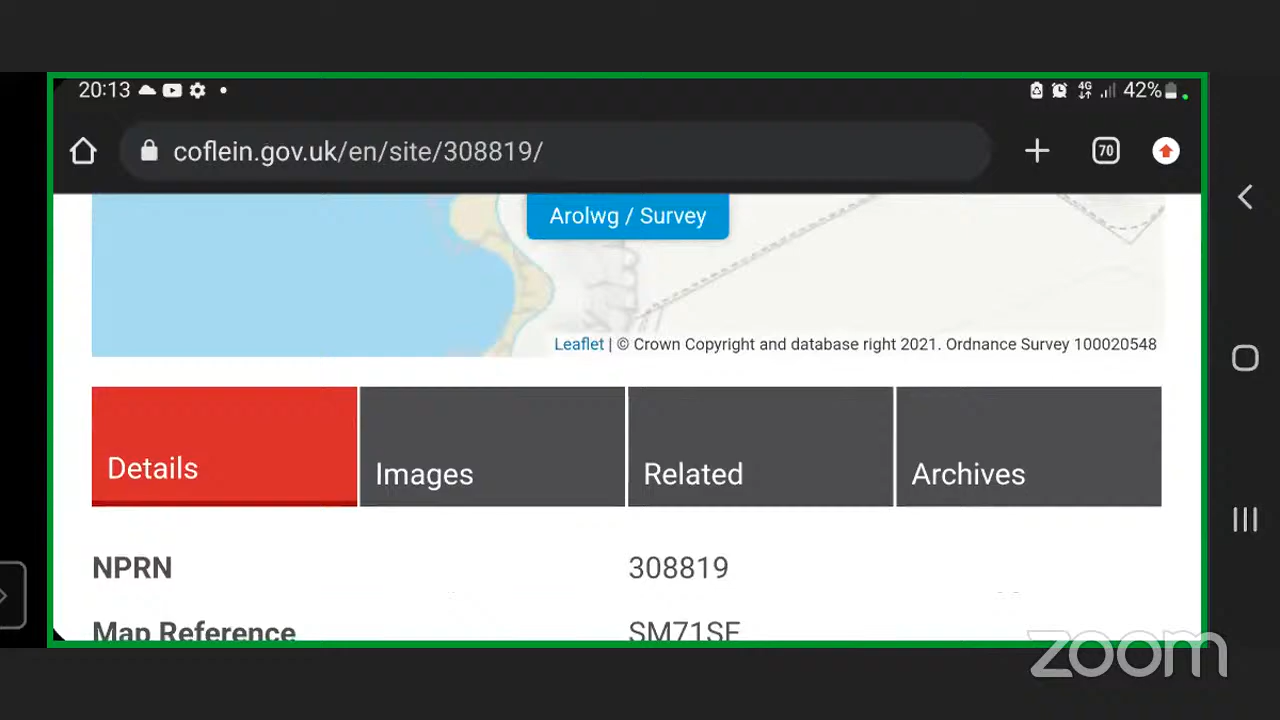 20:13
4G 42%
coflein.gov.uk/en/site/308819/
70
Arolwg / Survey
Leaflet | © Crown Copyright and database right 2021. Ordnance Survey 100020548
Details
Images
Related
Archives
NPRN 308819
Map Reference SM71SE
zoom